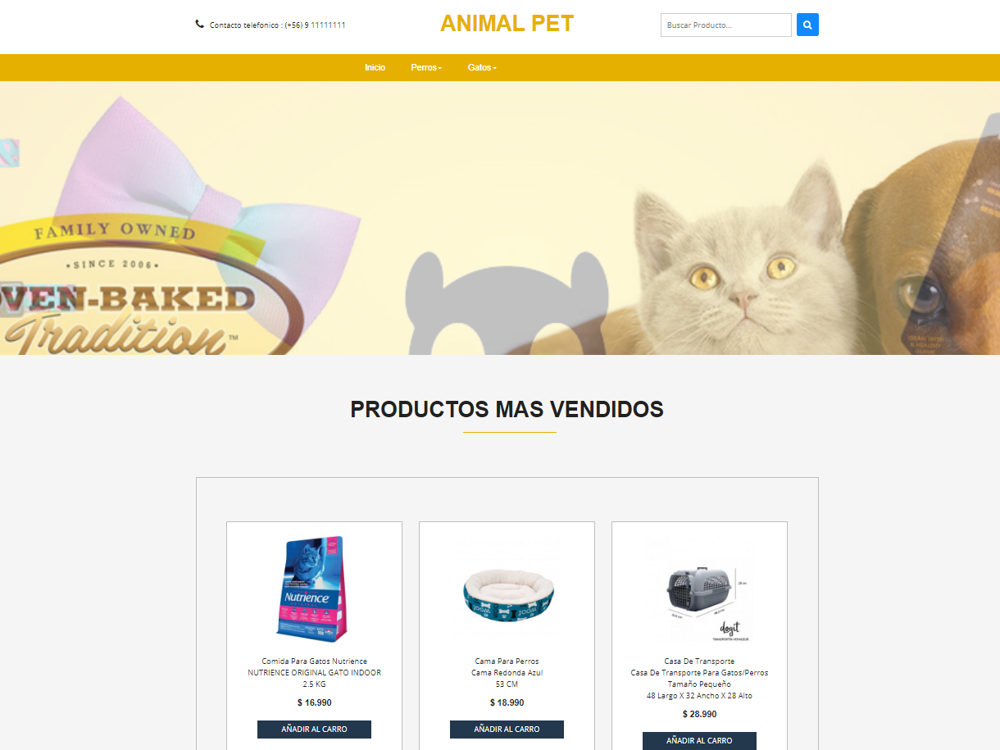 Contacto telefonico : (+56) 9 11111111
ANIMAL PET
Buscar Producto...
Inicio
Perros
Gatos
FAMILY OWNED
• SINCE 2006 •
VEN-BAKED
Tradition™
PRODUCTOS MAS VENDIDOS
Nutrience
dogit
Comida Para Gatos Nutrience
NUTRIENCE ORIGINAL GATO INDOOR
2.5 KG
$ 16.990
AÑADIR AL CARRO
Cama Para Perros
Cama Redonda Azul
53 CM
$ 18.990
AÑADIR AL CARRO
Casa De Transporte
Casa De Transporte Para Gatos/Perros
Tamaño Pequeño
48 Largo X 32 Ancho X 28 Alto
$ 28.990
AÑADIR AL CARRO